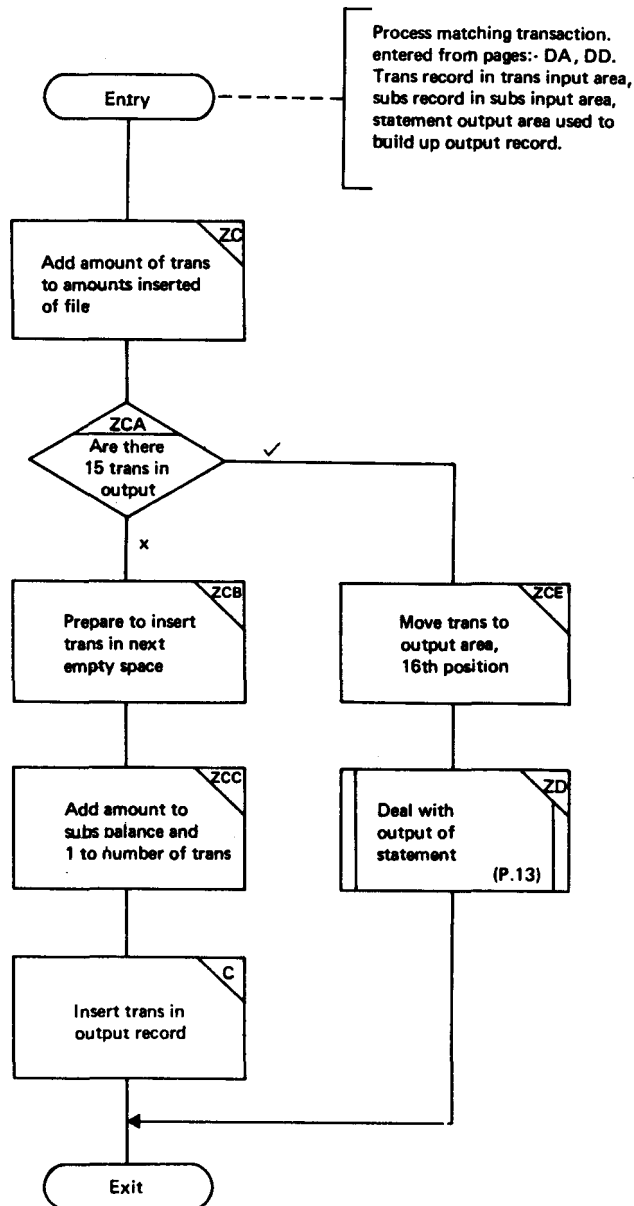 Process matching transaction.
entered from pages:- DA, DD.
Trans record in trans input area,
subs record in subs input area,
statement output area used to
build up output record.
Entry
ZC
Add amount of trans
to amounts inserted
of file
ZCA
Are there
15 trans in
output
✓
x
ZCB
Prepare to insert
trans in next
empty space
ZCE
Move trans to
output area,
16th position
ZCC
Add amount to
subs balance and
1 to number of trans
ZD
Deal with
output of
statement
(P.13)
C
Insert trans in
output record
Exit